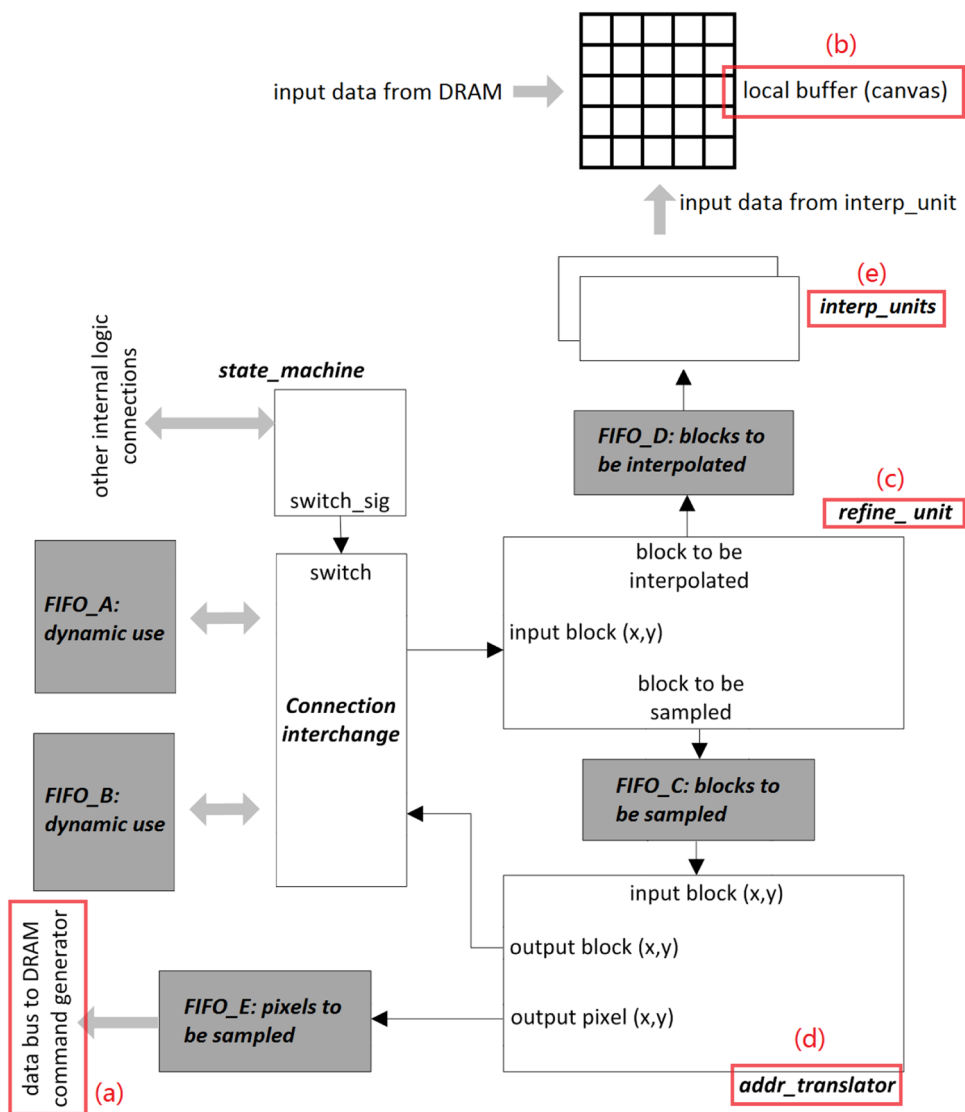 (b)
input data from DRAM
local buffer (canvas)
input data from interp_unit
(e)
interp_units
other internal logic
connections
state_machine
switch_sig
FIFO_D: blocks to
be interpolated
(c)
refine_ unit
switch
block to be
interpolated
FIFO_A:
dynamic use
input block (x,y)
block to be
sampled
Connection
interchange
FIFO_B:
dynamic use
FIFO_C: blocks to
be sampled
input block (x,y)
output block (x,y)
output pixel (x,y)
(d)
addr_translator
FIFO_E: pixels to
be sampled
data bus to DRAM
command generator
(a)